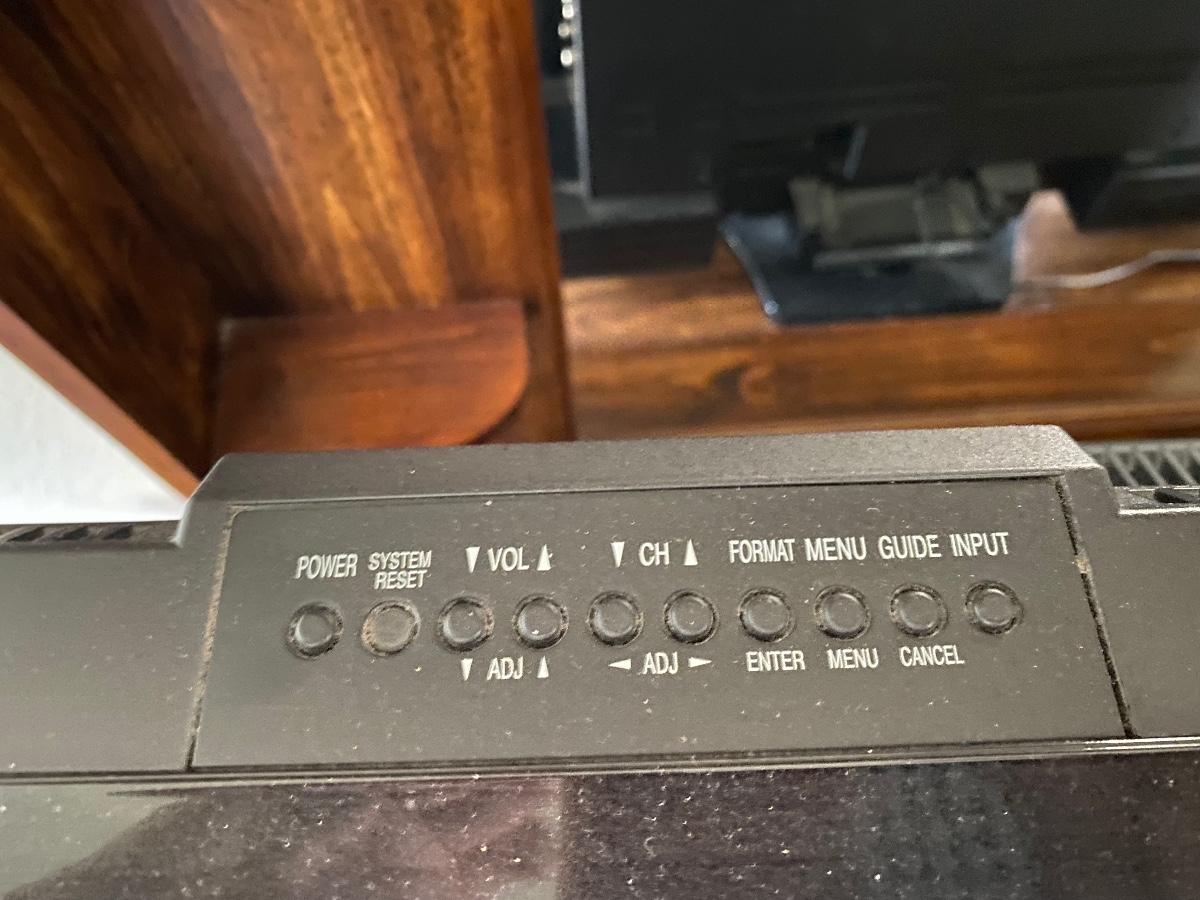 POWER SYSTEM RESET ▼ VOL ▲ ▼ CH ▲ FORMAT MENU GUIDE INPUT
▼ ADJ ▲ ◄ ADJ ► ENTER MENU CANCEL